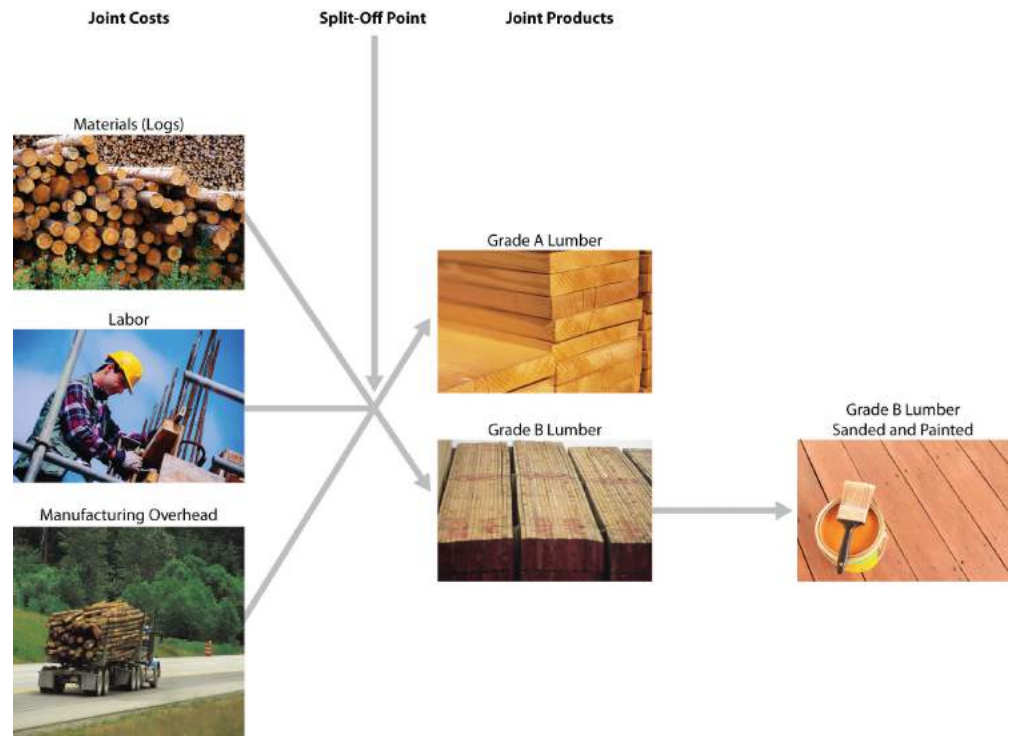 Joint Costs
Split-Off Point
Joint Products
Materials (Logs)
Labor
Manufacturing Overhead
Grade A Lumber
Grade B Lumber
Grade B Lumber
Sanded and Painted